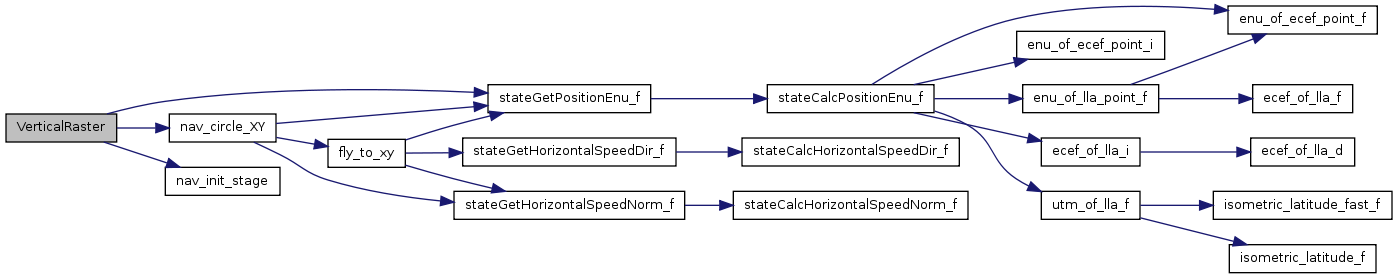 VerticalRaster
nav_circle_XY
nav_init_stage
fly_to_xy
stateGetPositionEnu_f
stateGetHorizontalSpeedDir_f
stateGetHorizontalSpeedNorm_f
stateCalcPositionEnu_f
stateCalcHorizontalSpeedDir_f
stateCalcHorizontalSpeedNorm_f
enu_of_ecef_point_i
enu_of_lla_point_f
ecef_of_lla_i
utm_of_lla_f
enu_of_ecef_point_f
ecef_of_lla_f
ecef_of_lla_d
isometric_latitude_fast_f
isometric_latitude_f